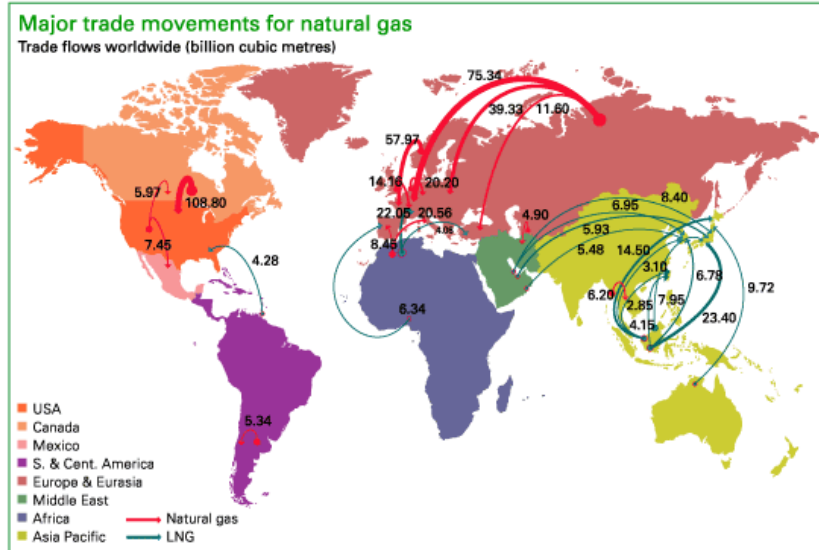 Major trade movements for natural gas
Trade flows worldwide (billion cubic metres)
75.34
39.33
11.60
57.97
14.16
20.20
5.97
108.80
22.05
20.56
4.08
4.90
8.45
7.45
4.28
6.95
8.40
5.93
5.48
14.50
3.10
6.78
9.72
6.20
2.85
7.95
23.40
4.15
6.34
5.34
USA
Canada
Mexico
S. & Cent. America
Europe & Eurasia
Middle East
Africa
Asia Pacific
Natural gas
LNG